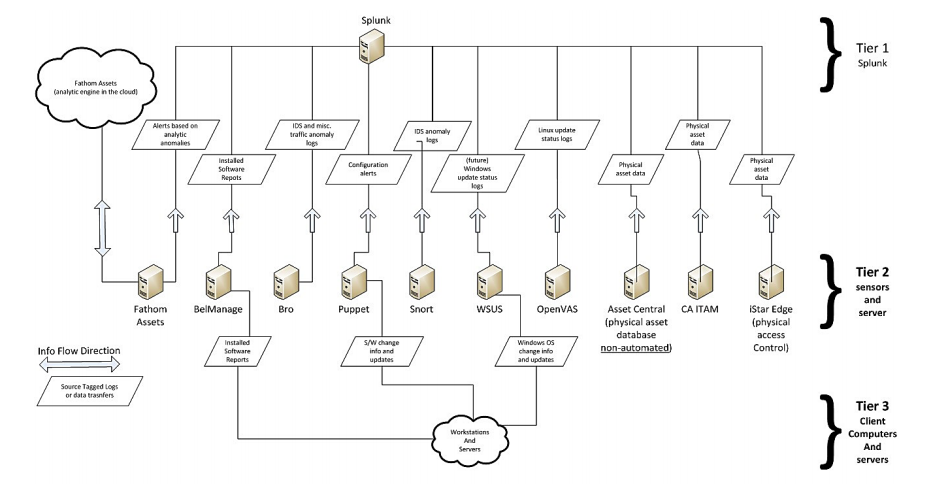 Splunk
Tier 1
Splunk
Fathom Assets
(analytic engine in the cloud)
Alerts based on
analytic
anomalies
IDS and misc.
traffic anomaly
logs
IDS anomaly
logs
Linux update
status logs
Physical
asset
data
Installed
Software
Repots
Configuration
alerts
(future)
Windows
update status
logs
Physical
asset data
Physical
asset
data
Fathom
Assets
BelManage
Bro
Puppet
Snort
WSUS
OpenVAS
Asset Central
(physical asset
database
non-automated)
CA ITAM
iStar Edge
(physical
access
Control)
Tier 2
sensors
and
server
Info Flow Direction
Source Tagged Logs
or data trasnfers
Installed
Software
Reports
S/W change
info and
updates
Windows OS
change info
and updates
Workstations
And
Servers
Tier 3
Client
Computers
And
servers